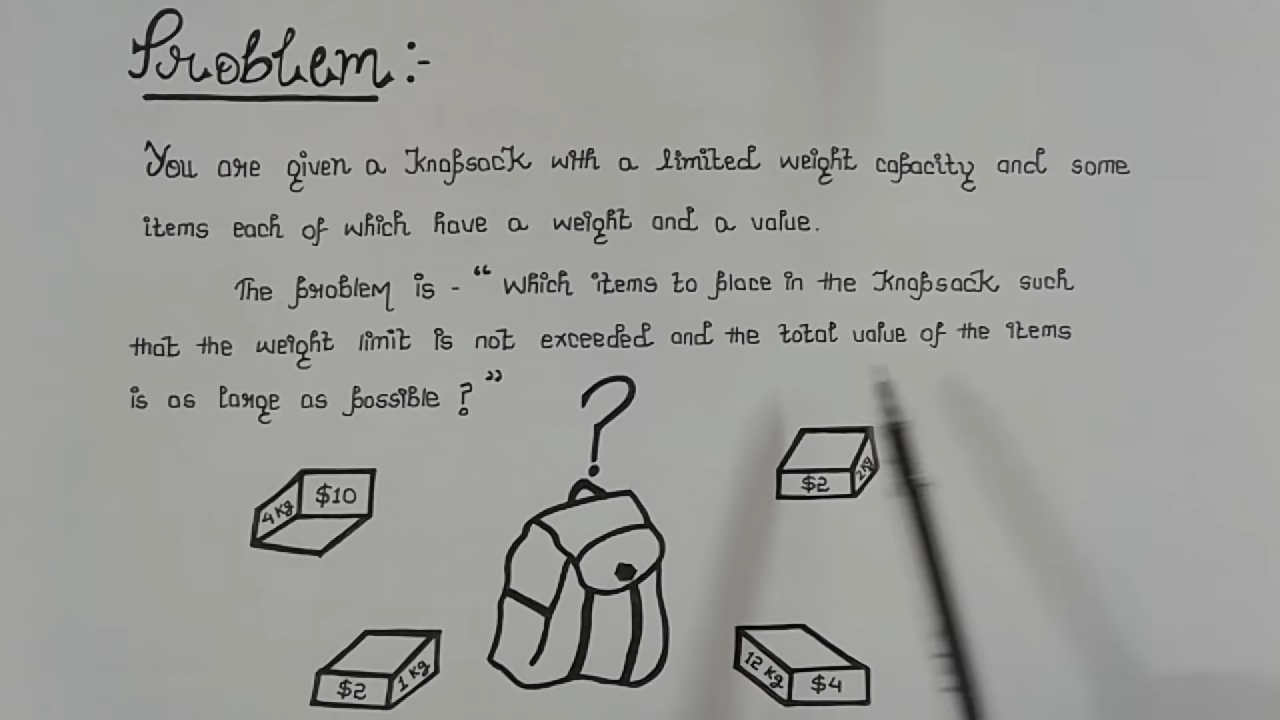 Problem :-
You are given a Knapsack with a limited weight capacity and some
items each of which have a weight and a value.
The problem is - “ Which items to place in the Knapsack such
that the weight limit is not exceeded and the total value of the items
is as large as possible ? ”
?
4 Kg $10
$2 2 Kg
$2 1 Kg
12 Kg $4